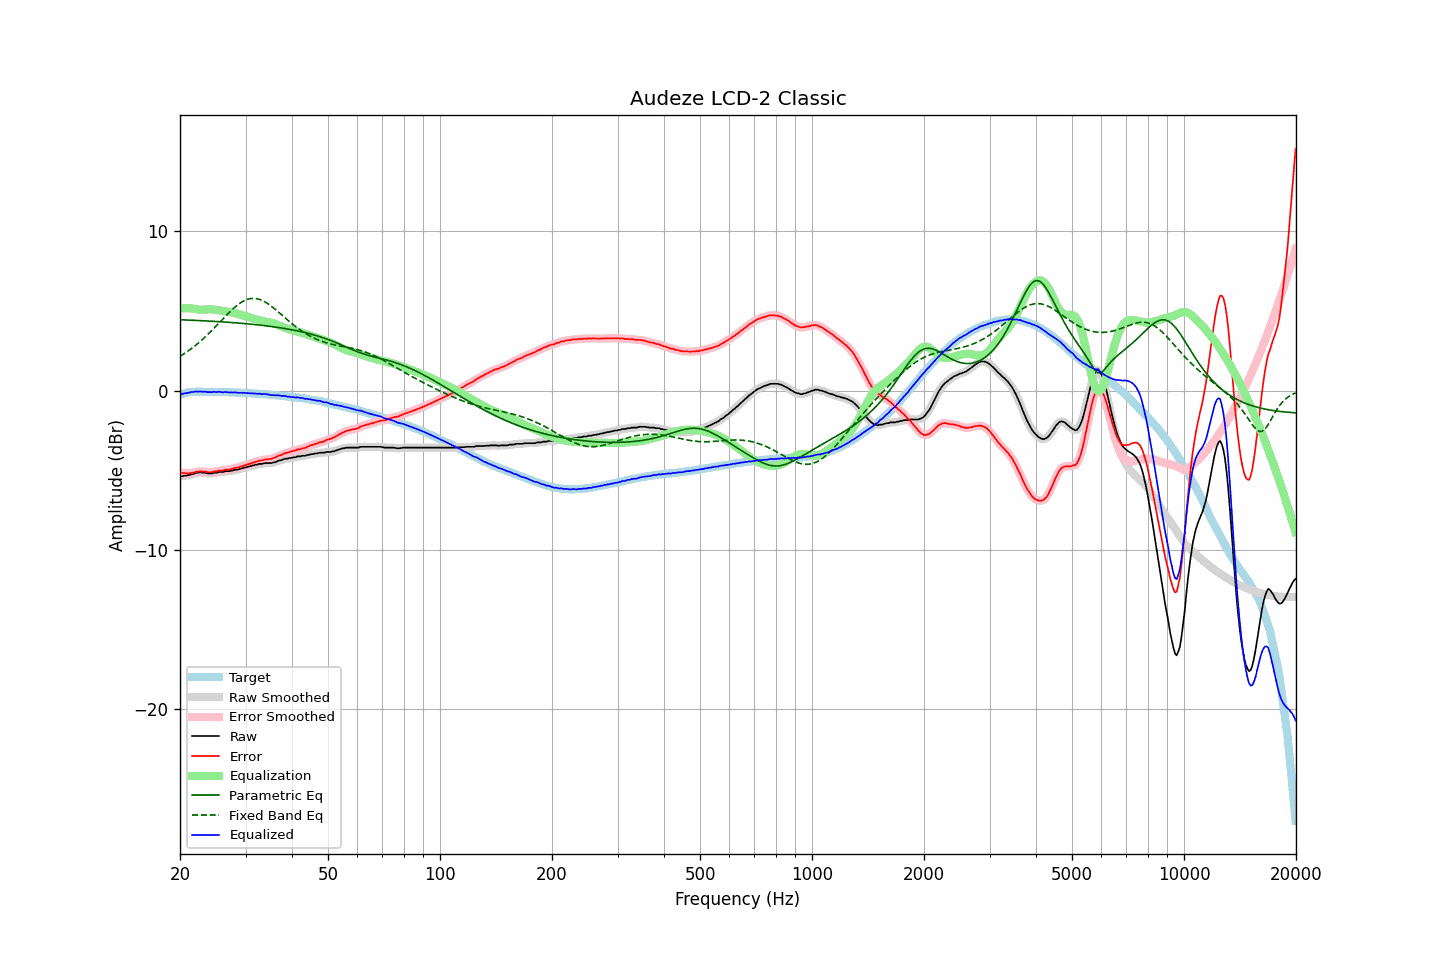 Audeze LCD-2 Classic
Amplitude (dBr)
10
0
−10
−20
Target
Raw Smoothed
Error Smoothed
Raw
Error
Equalization
Parametric Eq
Fixed Band Eq
Equalized
20 50 100 200 500 1000 2000 5000 10000 20000
Frequency (Hz)